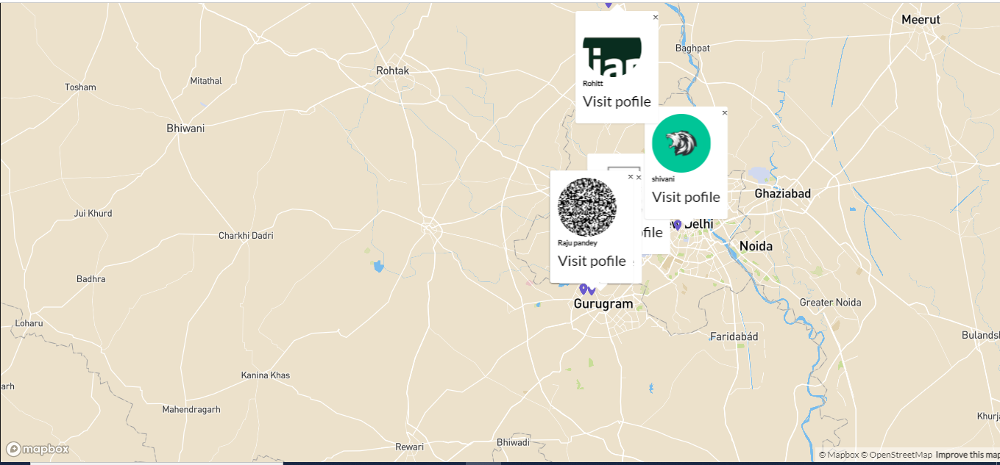 Meerut
×
Baghpat
Rohtak
Mitathal
Tosham
Rohitt
Visit pofile
×
Bhiwani
shivani
Visit pofile
× ×
Ghaziabad
Jui Khurd
Charkhi Dadri
Delhi
ofile
Noida
Raju pandey
Visit pofile
Badhra
Gurugram
Greater Noida
Loharu
Faridabád
Bulandsh
Kanina Khas
arh
Mahendragarh
Khurja
Rewari
Bhiwadi
mapbox
© Mapbox © OpenStreetMap Improve this map